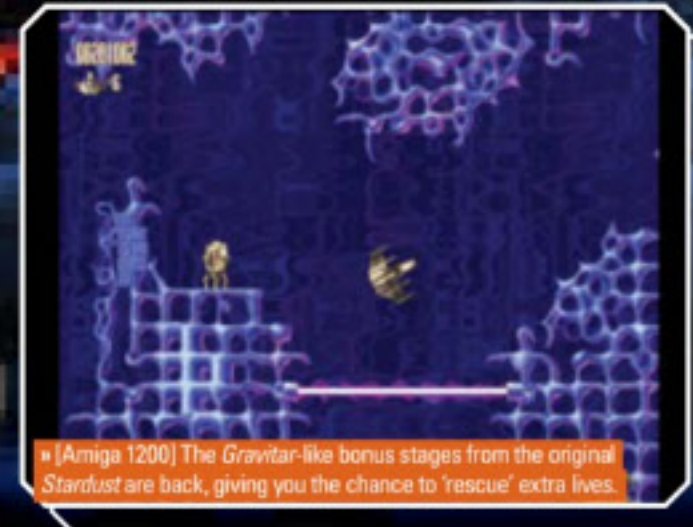 6
» [Amiga 1200] The Gravitar-like bonus stages from the original
Stardust are back, giving you the chance to ‘rescue’ extra lives.